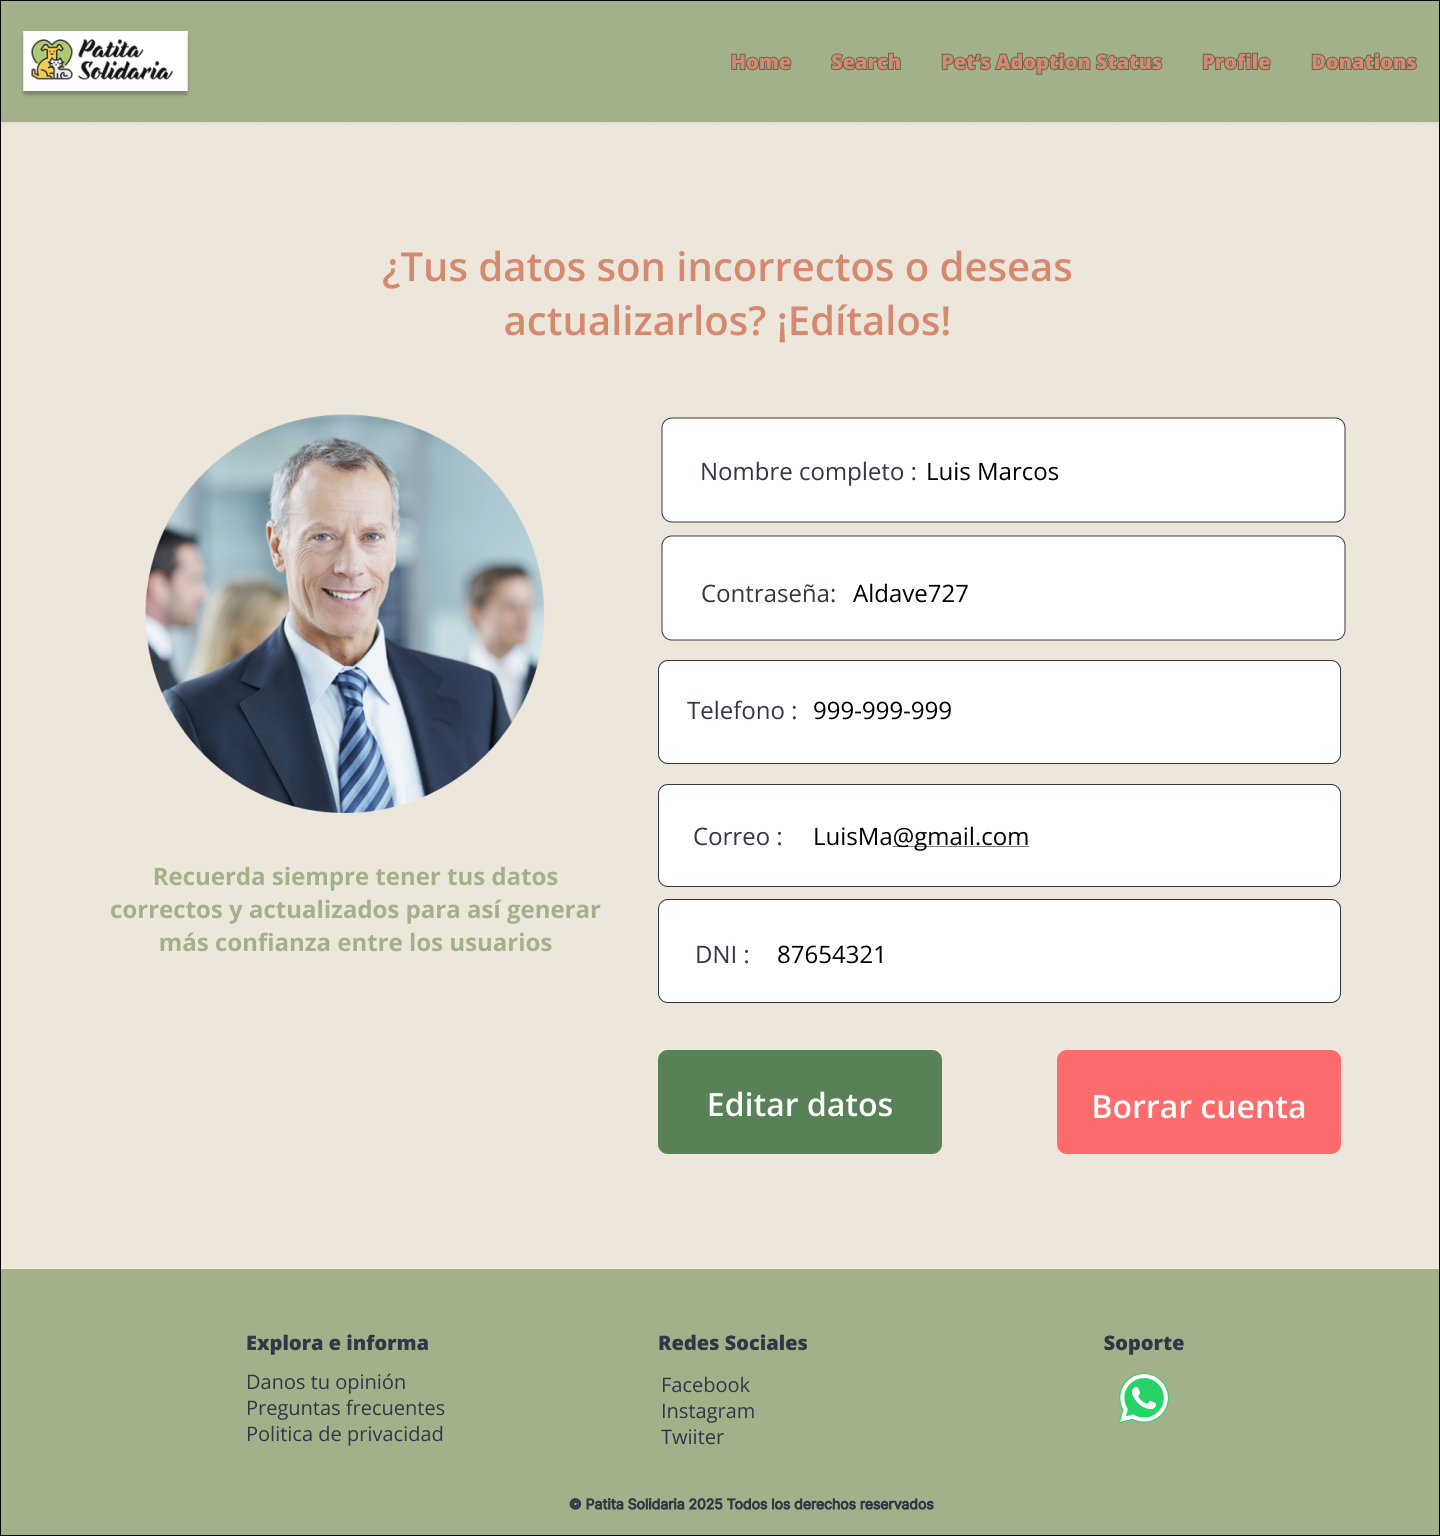 Patita
Solidaria
Home Search Pet's Adoption Status Profile Donations
¿Tus datos son incorrectos o deseas
actualizarlos? ¡Edítalos!
Nombre completo : Luis Marcos
Contraseña: Aldave727
Telefono : 999-999-999
Correo : LuisMa@gmail.com
DNI : 87654321
Recuerda siempre tener tus datos
correctos y actualizados para así generar
más confianza entre los usuarios
Editar datos
Borrar cuenta
Explora e informa
Danos tu opinión
Preguntas frecuentes
Politica de privacidad
Redes Sociales
Facebook
Instagram
Twiiter
Soporte
© Patita Solidaria 2025 Todos los derechos reservados